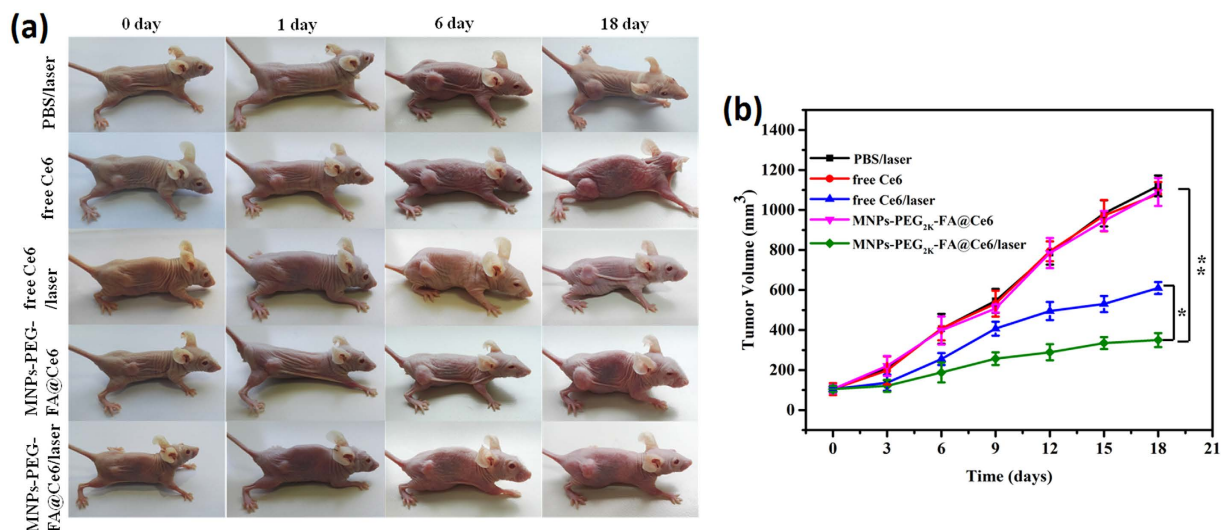 (a)
0 day
1 day
6 day
18 day
PBS/laser
free Ce6
free Ce6
/laser
MNPs-PEG-
FA@Ce6
MNPs-PEG-
FA@Ce6/laser
(b)
Tumor Volume (mm³)
1400
1200
1000
800
600
400
200
0
PBS/laser
free Ce6
free Ce6/laser
MNPs-PEG₂ₖ-FA@Ce6
MNPs-PEG₂ₖ-FA@Ce6/laser
**
*
0 3 6 9 12 15 18 21
Time (days)